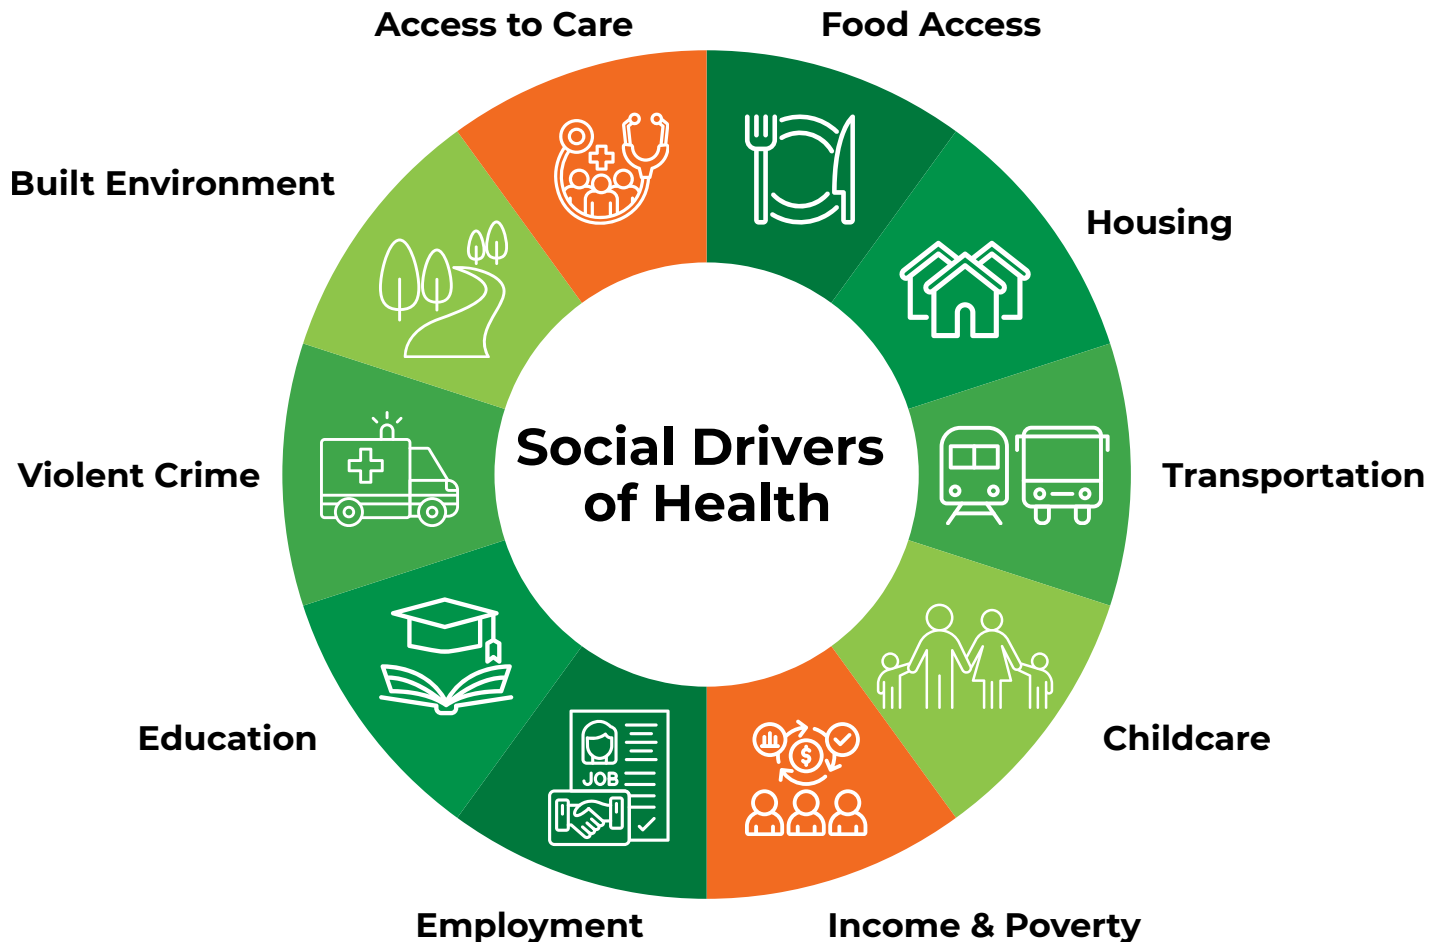 Access to Care
Food Access
Built Environment
Housing
Social Drivers
of Health
Violent Crime
Transportation
Education
JOB
$
Childcare
Employment
Income & Poverty